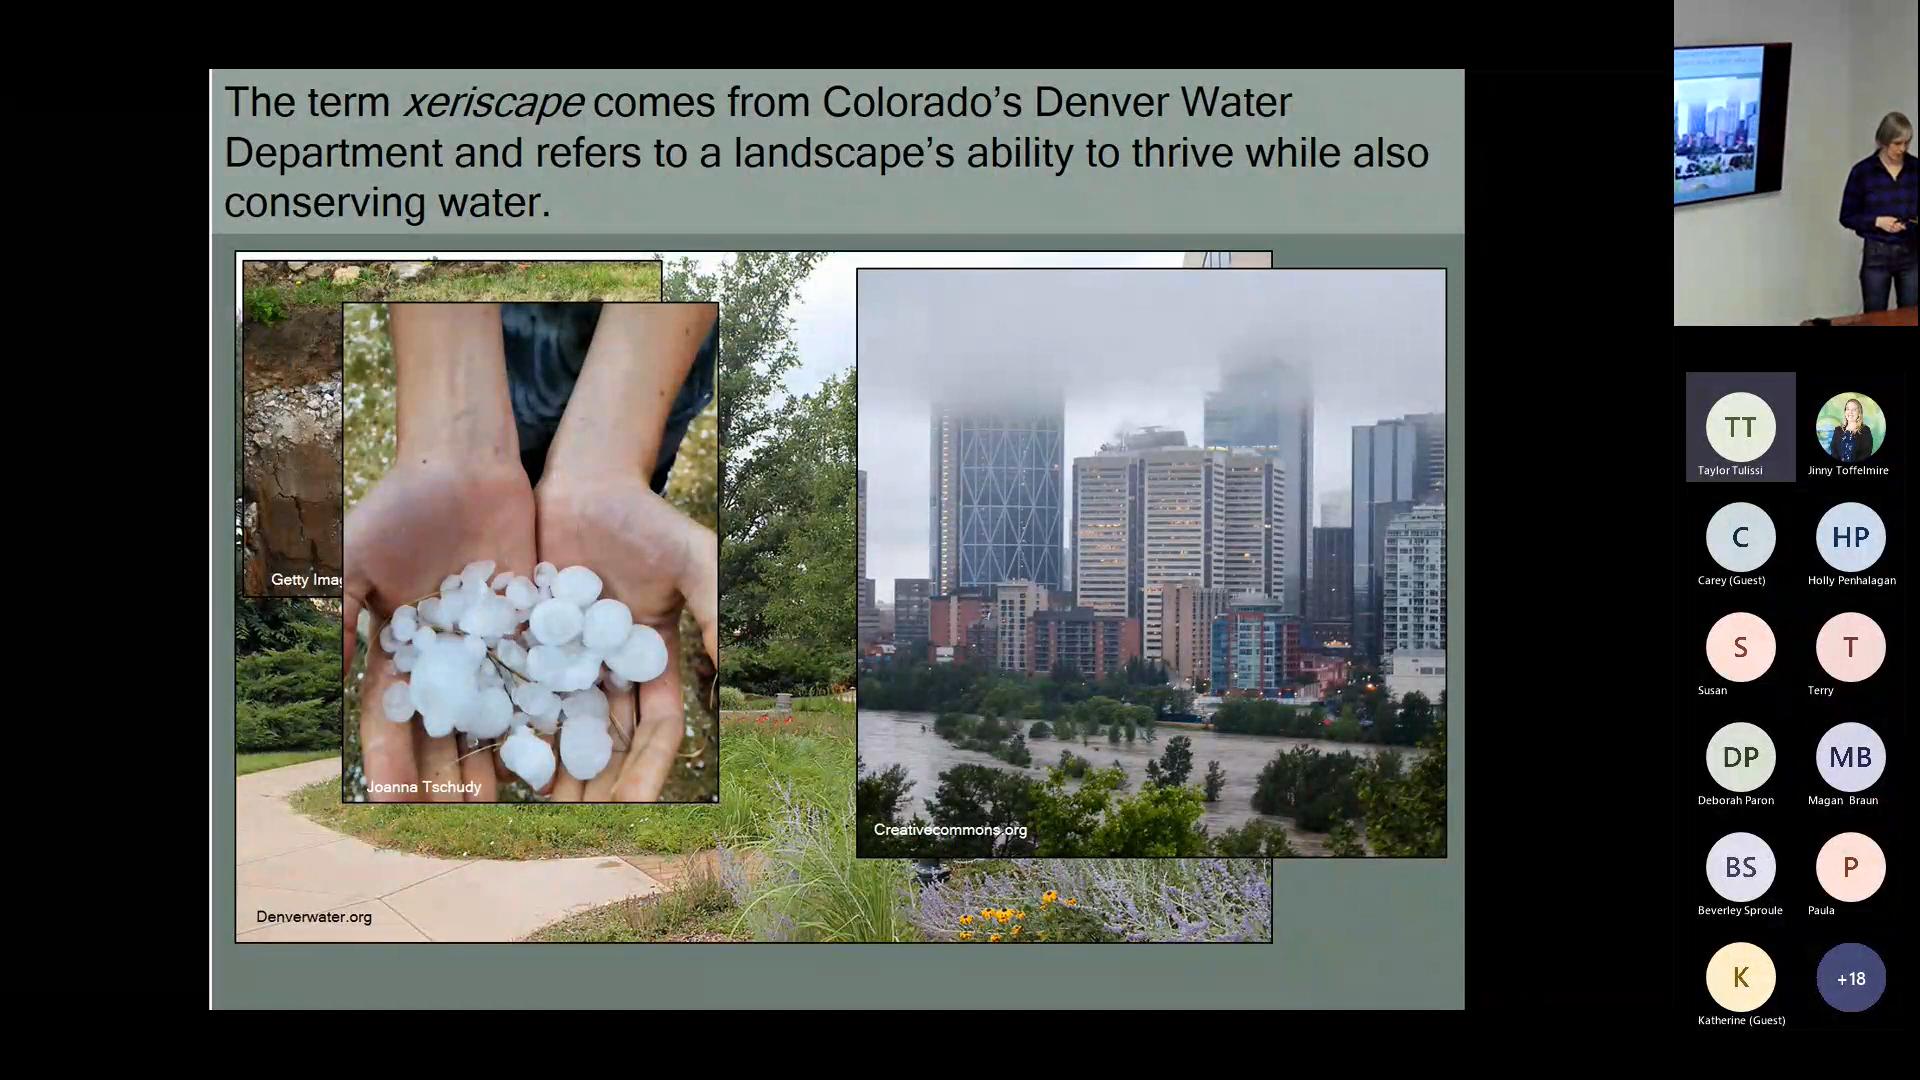 The term xeriscape comes from Colorado’s Denver Water
Department and refers to a landscape’s ability to thrive while also
conserving water.
Getty Imag
Joanna Tschudy
Creativecommons.org
Denverwater.org
TT
Taylor Tulissi
Jinny Toffelmire
C
Carey (Guest)
HP
Holly Penhalagan
S
Susan
T
Terry
DP
Deborah Paron
MB
Magan Braun
BS
Beverley Sproule
P
Paula
K
Katherine (Guest)
+18